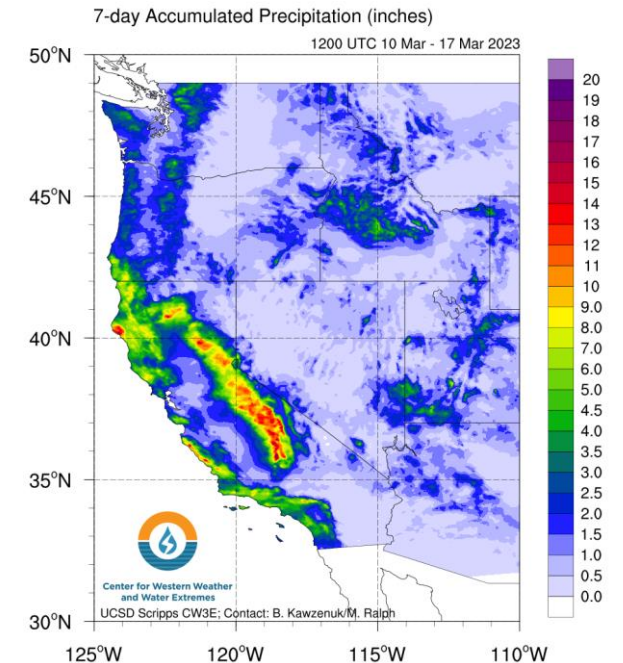 7-day Accumulated Precipitation (inches)
1200 UTC 10 Mar - 17 Mar 2023
50°N
45°N
40°N
35°N
30°N
125°W
120°W
115°W
110°W
20
19
18
17
16
15
14
13
12
11
10
9.0
8.0
7.0
6.0
5.0
4.5
4.0
3.5
3.0
2.5
2.0
1.5
1.0
0.5
0.0
Center for Western Weather
and Water Extremes
UCSD Scripps CW3E; Contact: B. Kawzenuk/M. Ralph